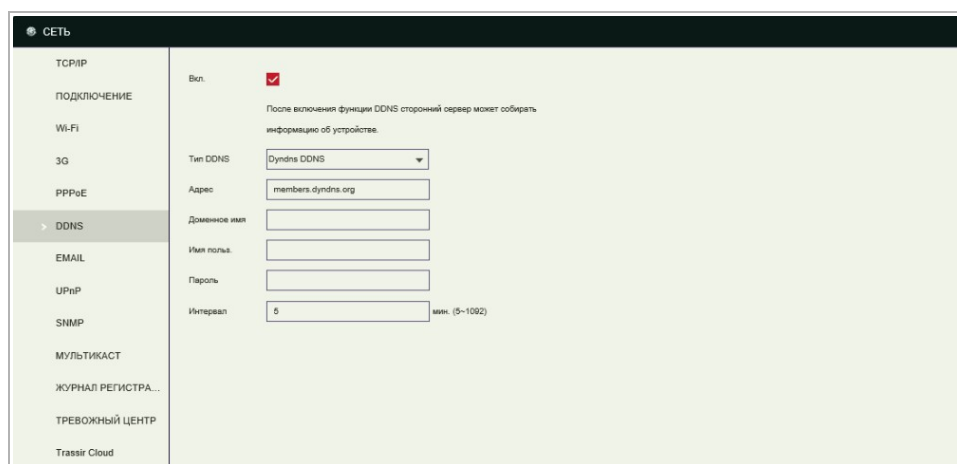 СЕТЬ
TCP/IP
ПОДКЛЮЧЕНИЕ
Wi-Fi
3G
PPPoE
DDNS
EMAIL
UPnP
SNMP
МУЛЬТИКАСТ
ЖУРНАЛ РЕГИСТРА...
ТРЕВОЖНЫЙ ЦЕНТР
Trassir Cloud
Вкл.
После включения функции DDNS сторонний сервер может собирать
информацию об устройстве.
Тип DDNS Dyndns DDNS
Адрес members.dyndns.org
Доменное имя
Имя польз.
Пароль
Интервал 5 мин. (5~1092)